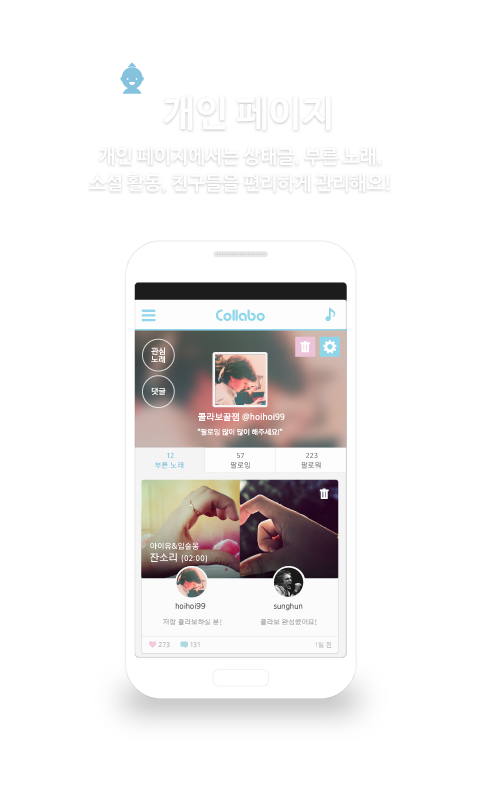 개인 페이지
개인 페이지에서는 상태글, 부른 노래,
소셜 활동, 친구들을 편리하게 관리해요!
Collabo
관심
노래
댓글
콜라보꿀잼 @hoihoi99
"팔로잉 많이 많이 해주세요!"
12 57 223
부른 노래 팔로잉 팔로워
아이유&임슬옹
잔소리 (02:00)
hoihoi99 sunghun
저랑 콜라보하실 분! 콜라보 완성했어요!
273 131 1일 전